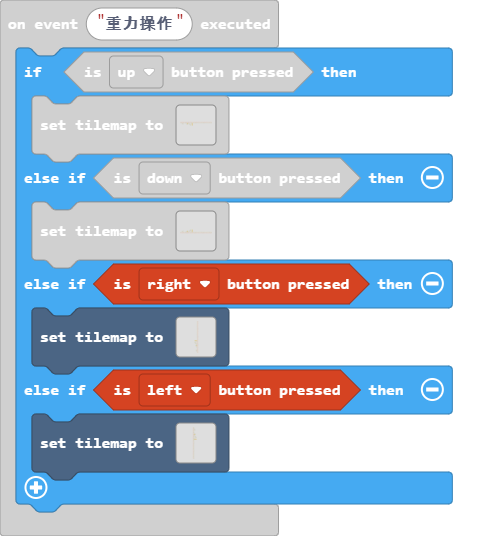 on event "重力操作" executed
if is up button pressed then
set tilemap to
else if is down button pressed then
set tilemap to
else if is right button pressed then
set tilemap to
else if is left button pressed then
set tilemap to